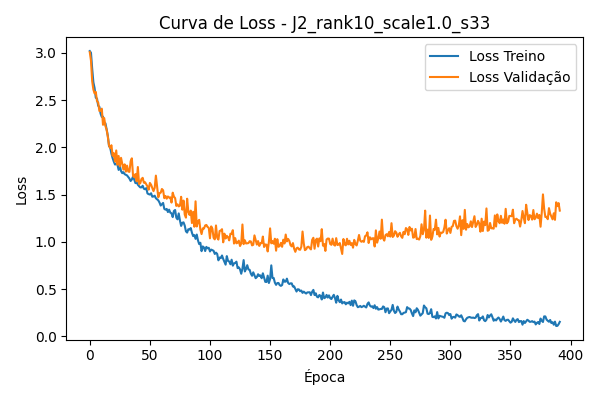 Curva de Loss - J2_rank10_scale1.0_s33
Loss Treino
Loss Validação
Loss
3.0
2.5
2.0
1.5
1.0
0.5
0.0
0 50 100 150 200 250 300 350 400
Época